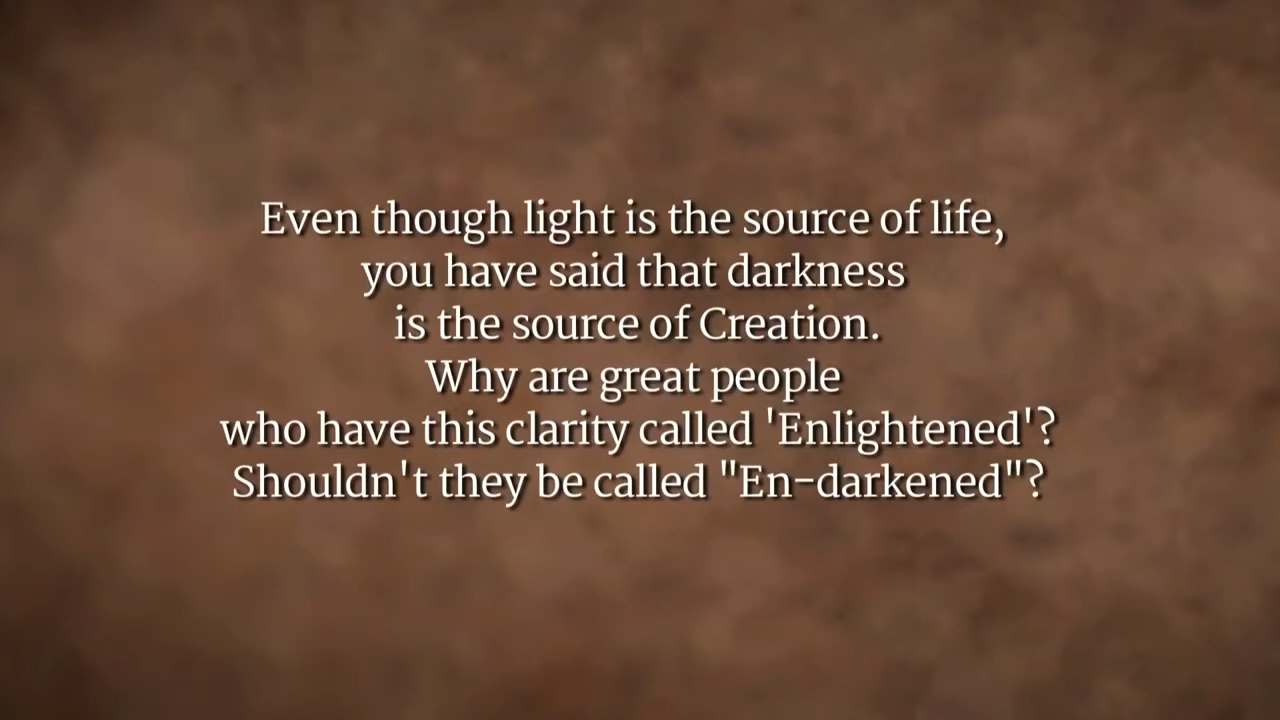 Even though light is the source of life,
you have said that darkness
is the source of Creation.
Why are great people
who have this clarity called 'Enlightened'?
Shouldn't they be called "En-darkened"?